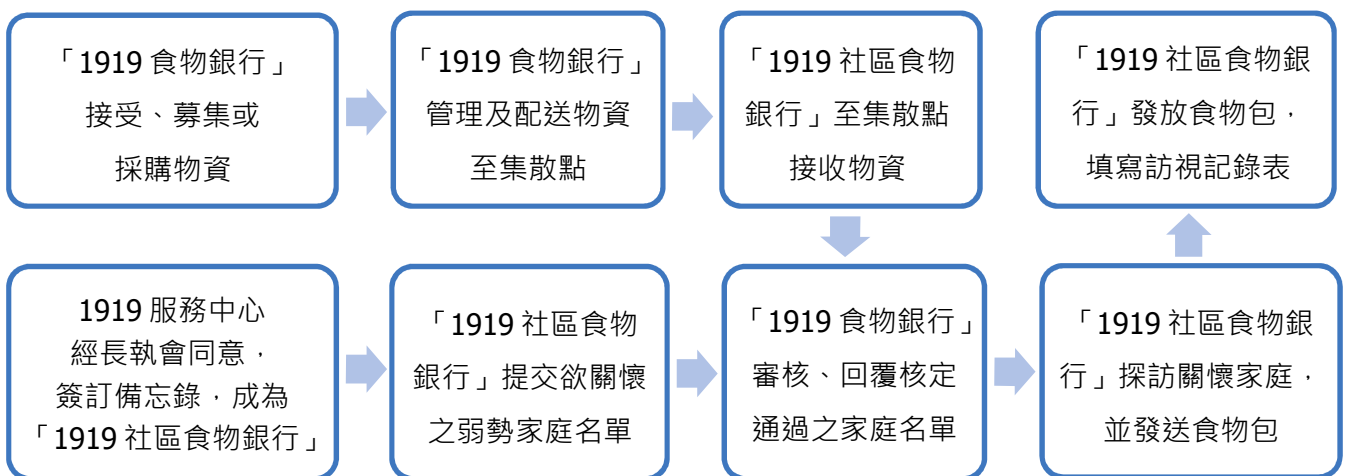 「1919 食物銀行」
接受、募集或
採購物資
「1919 食物銀行」
管理及配送物資
至集散點
「1919 社區食物
銀行」至集散點
接收物資
「1919 社區食物銀
行」發放食物包，
填寫訪視記錄表
1919 服務中心
經長執會同意，
簽訂備忘錄，成為
「1919 社區食物銀行」
「1919 社區食物
銀行」提交欲關懷
之弱勢家庭名單
「1919 食物銀行」
審核、回覆核定
通過之家庭名單
「1919 社區食物銀
行」探訪關懷家庭，
並發送食物包